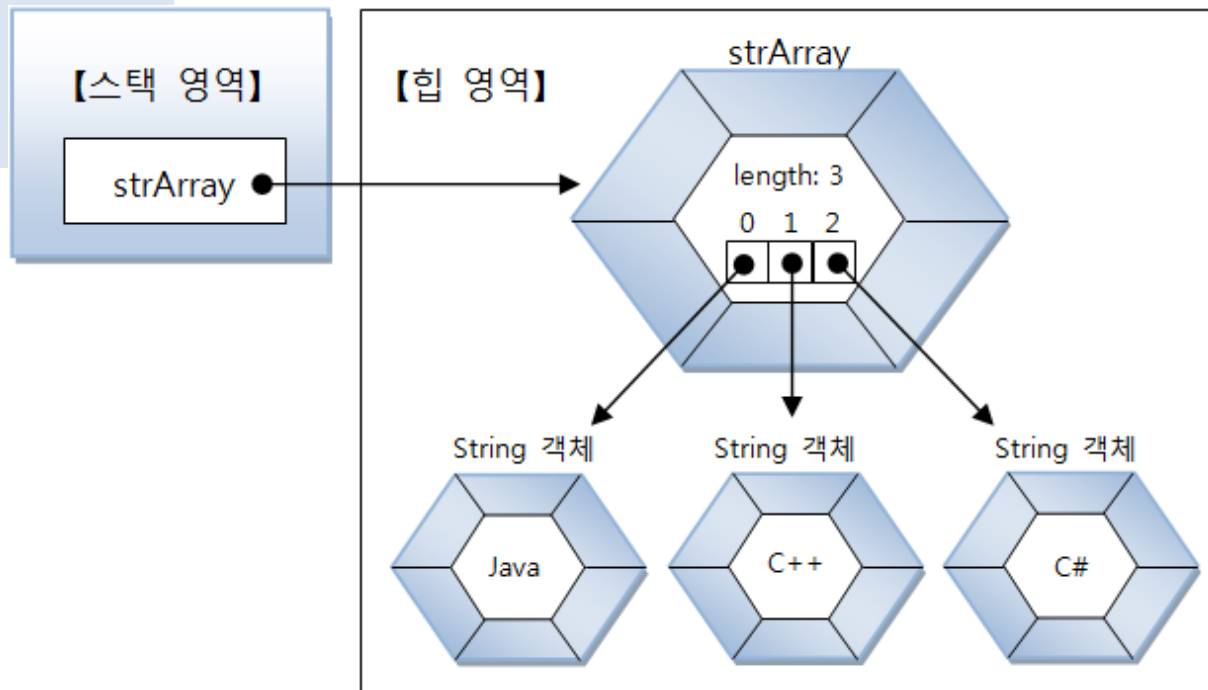 【스택 영역】
strArray
【힙 영역】
strArray
length: 3
0 1 2
String 객체
Java
String 객체
C++
String 객체
C#